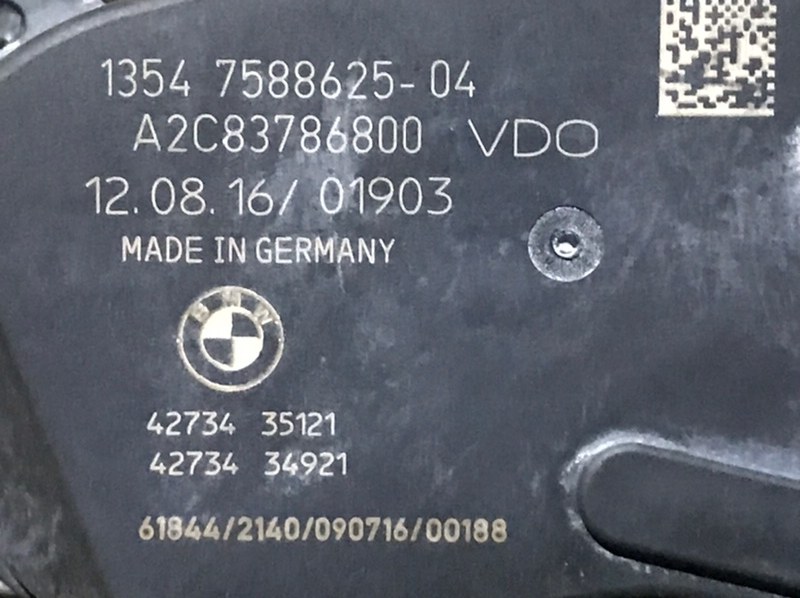 1354 7588625-04
A2C83786800 VDO
12.08.16/ 01903
MADE IN GERMANY
BMW
42734 35121
42734 34921
61844/2140/090716/00188